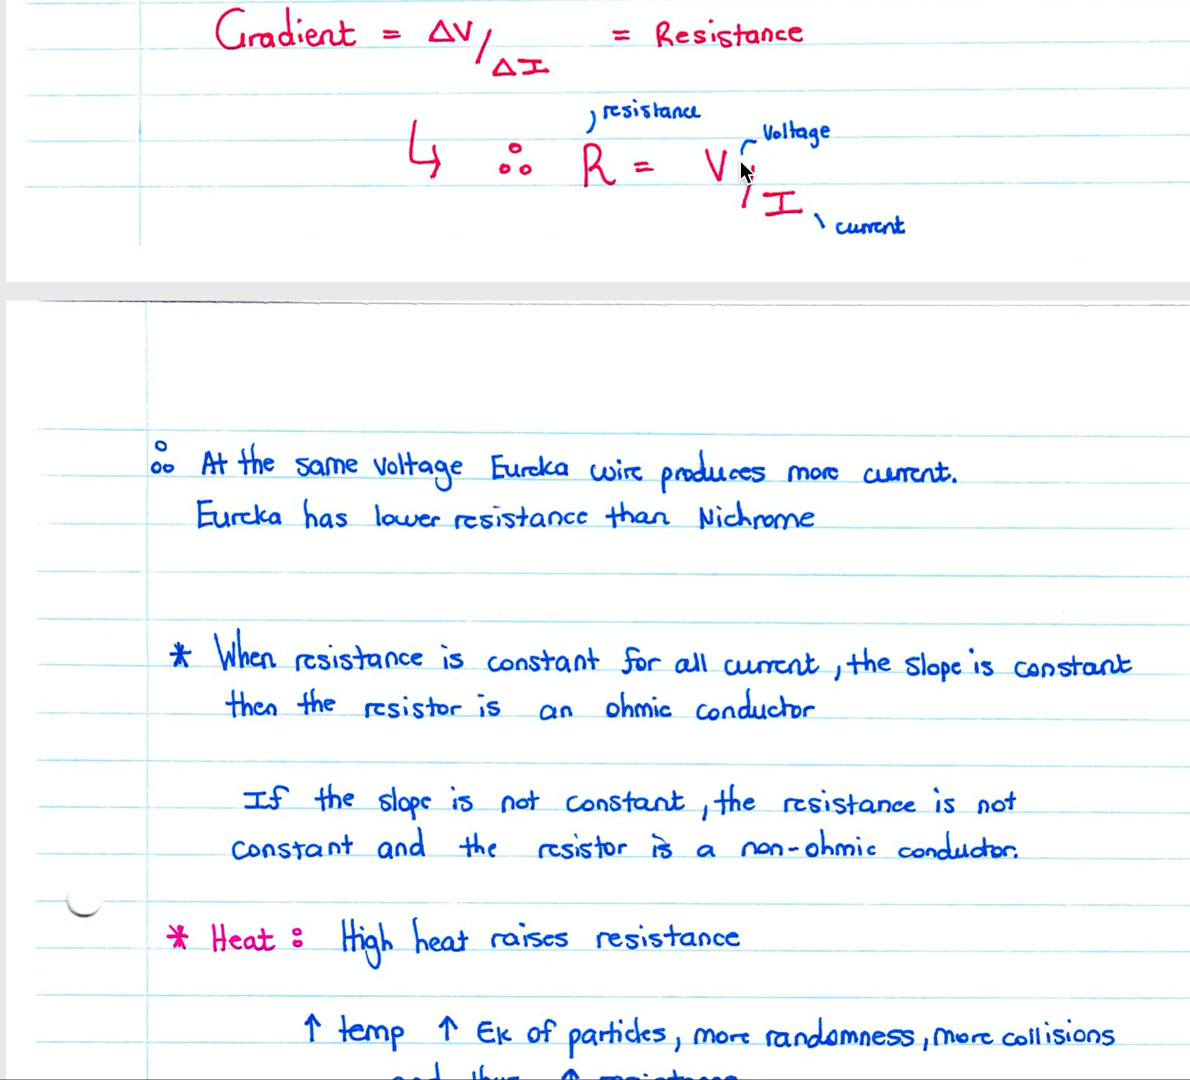 Gradient = ΔV/ΔI = Resistance
resistance
Voltage
↳ ∴ R = V/I
current
∴ At the same voltage Eureka wire produces more current.
Eureka has lower resistance than Nichrome
* When resistance is constant for all current, the slope is constant
then the resistor is an ohmic conductor
If the slope is not constant, the resistance is not
constant and the resistor is a non-ohmic conductor.
* Heat: High heat raises resistance
↑ temp ↑ Ek of particles, more randomness, more collisions